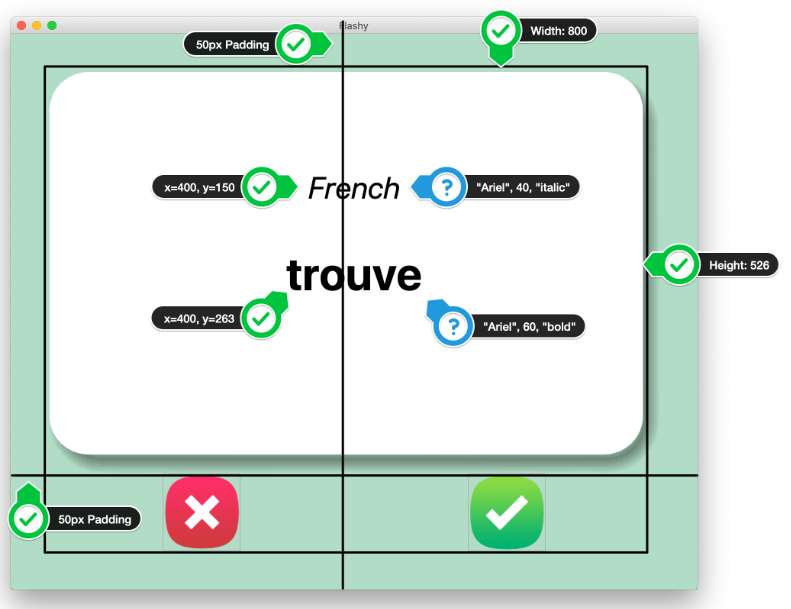 Flashy
50px Padding
Width: 800
x=400, y=150
French
"Ariel", 40, "italic"
trouve
Height: 526
x=400, y=263
"Ariel", 60, "bold"
50px Padding